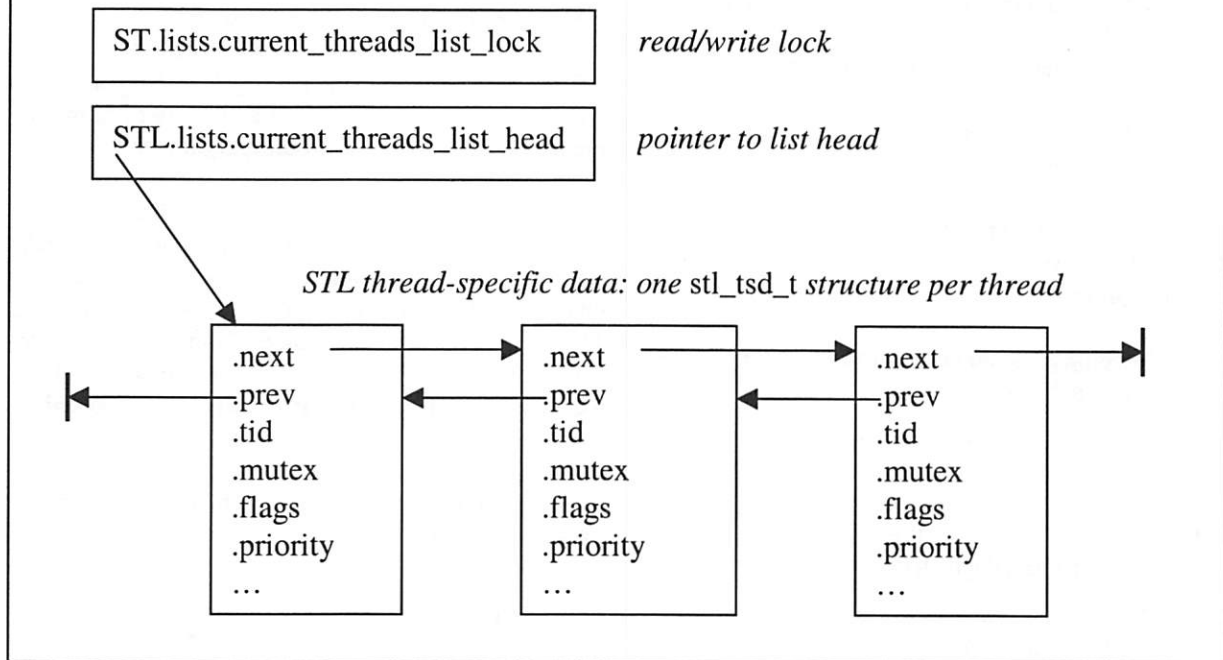 ST.lists.current_threads_list_lock read/write lock
STL.lists.current_threads_list_head pointer to list head
STL thread-specific data: one stl_tsd_t structure per thread
.next .next .next
.prev .prev .prev
.tid .tid .tid
.mutex .mutex .mutex
.flags .flags .flags
.priority .priority .priority
… … …